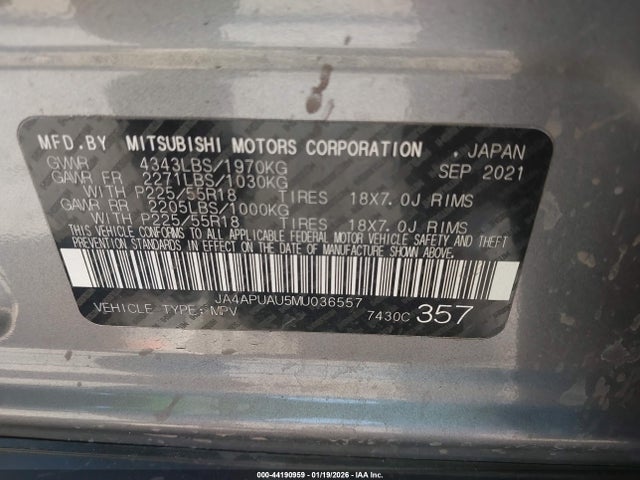 MFD.BY MITSUBISHI MOTORS CORPORATION . JAPAN
GVWR 4343LBS/1970KG SEP 2021
GAWR FR 2271LBS/1030KG
WITH P225/55R18 TIRES 18X7.0J RIMS
GAWR RR 2205LBS/1000KG
WITH P225/55R18 TIRES 18X7.0J RIMS
THIS VEHICLE CONFORMS TO ALL APPLICABLE FEDERAL MOTOR VEHICLE SAFETY AND THEFT
PREVENTION STANDARDS IN EFFECT ON THE DATE OF MANUFACTURE SHOWN ABOVE.
JA4APUAU5MU036557
VEHICLE TYPE: MPV 7430C 357
000-44190959 - 01/19/2026 - IAA Inc.